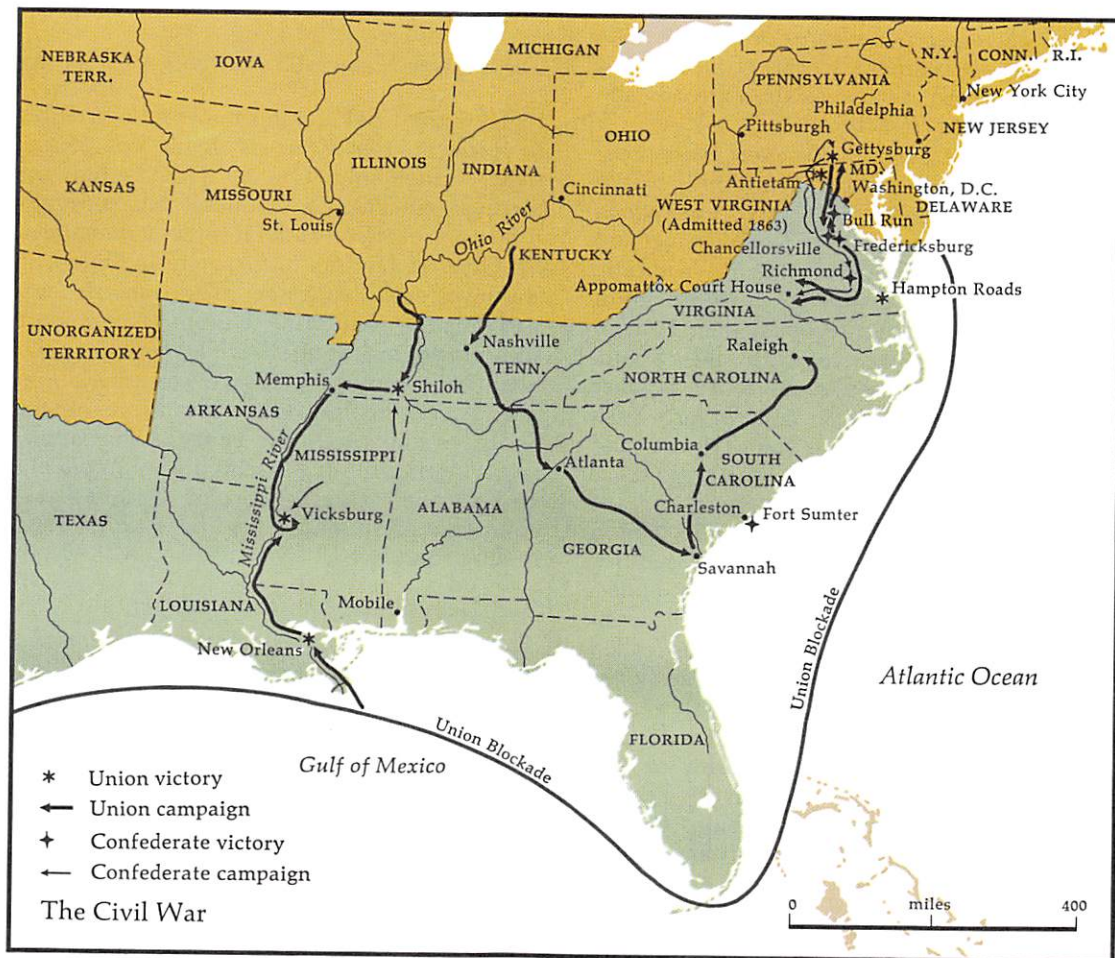 NEBRASKA
TERR.
IOWA
MICHIGAN
N.Y.
CONN.
R.I.
PENNSYLVANIA
New York City
Philadelphia
Pittsburgh
NEW JERSEY
OHIO
ILLINOIS
INDIANA
Gettysburg
MD.
KANSAS
MISSOURI
Cincinnati
Antietam
Washington, D.C.
WEST VIRGINIA
DELAWARE
(Admitted 1863)
Bull Run
St. Louis
Ohio River
KENTUCKY
Chancellorsville
Fredericksburg
Richmond
Appomattox Court House
Hampton Roads
VIRGINIA
UNORGANIZED
TERRITORY
Nashville
TENN.
Raleigh
Memphis
Shiloh
NORTH CAROLINA
ARKANSAS
Mississippi River
MISSISSIPPI
Columbia
SOUTH
CAROLINA
Atlanta
TEXAS
Vicksburg
ALABAMA
Charleston
Fort Sumter
GEORGIA
Savannah
LOUISIANA
Mobile
New Orleans
Union Blockade
Atlantic Ocean
Union Blockade
FLORIDA
Gulf of Mexico
Union victory
Union campaign
Confederate victory
Confederate campaign
The Civil War
0 miles 400